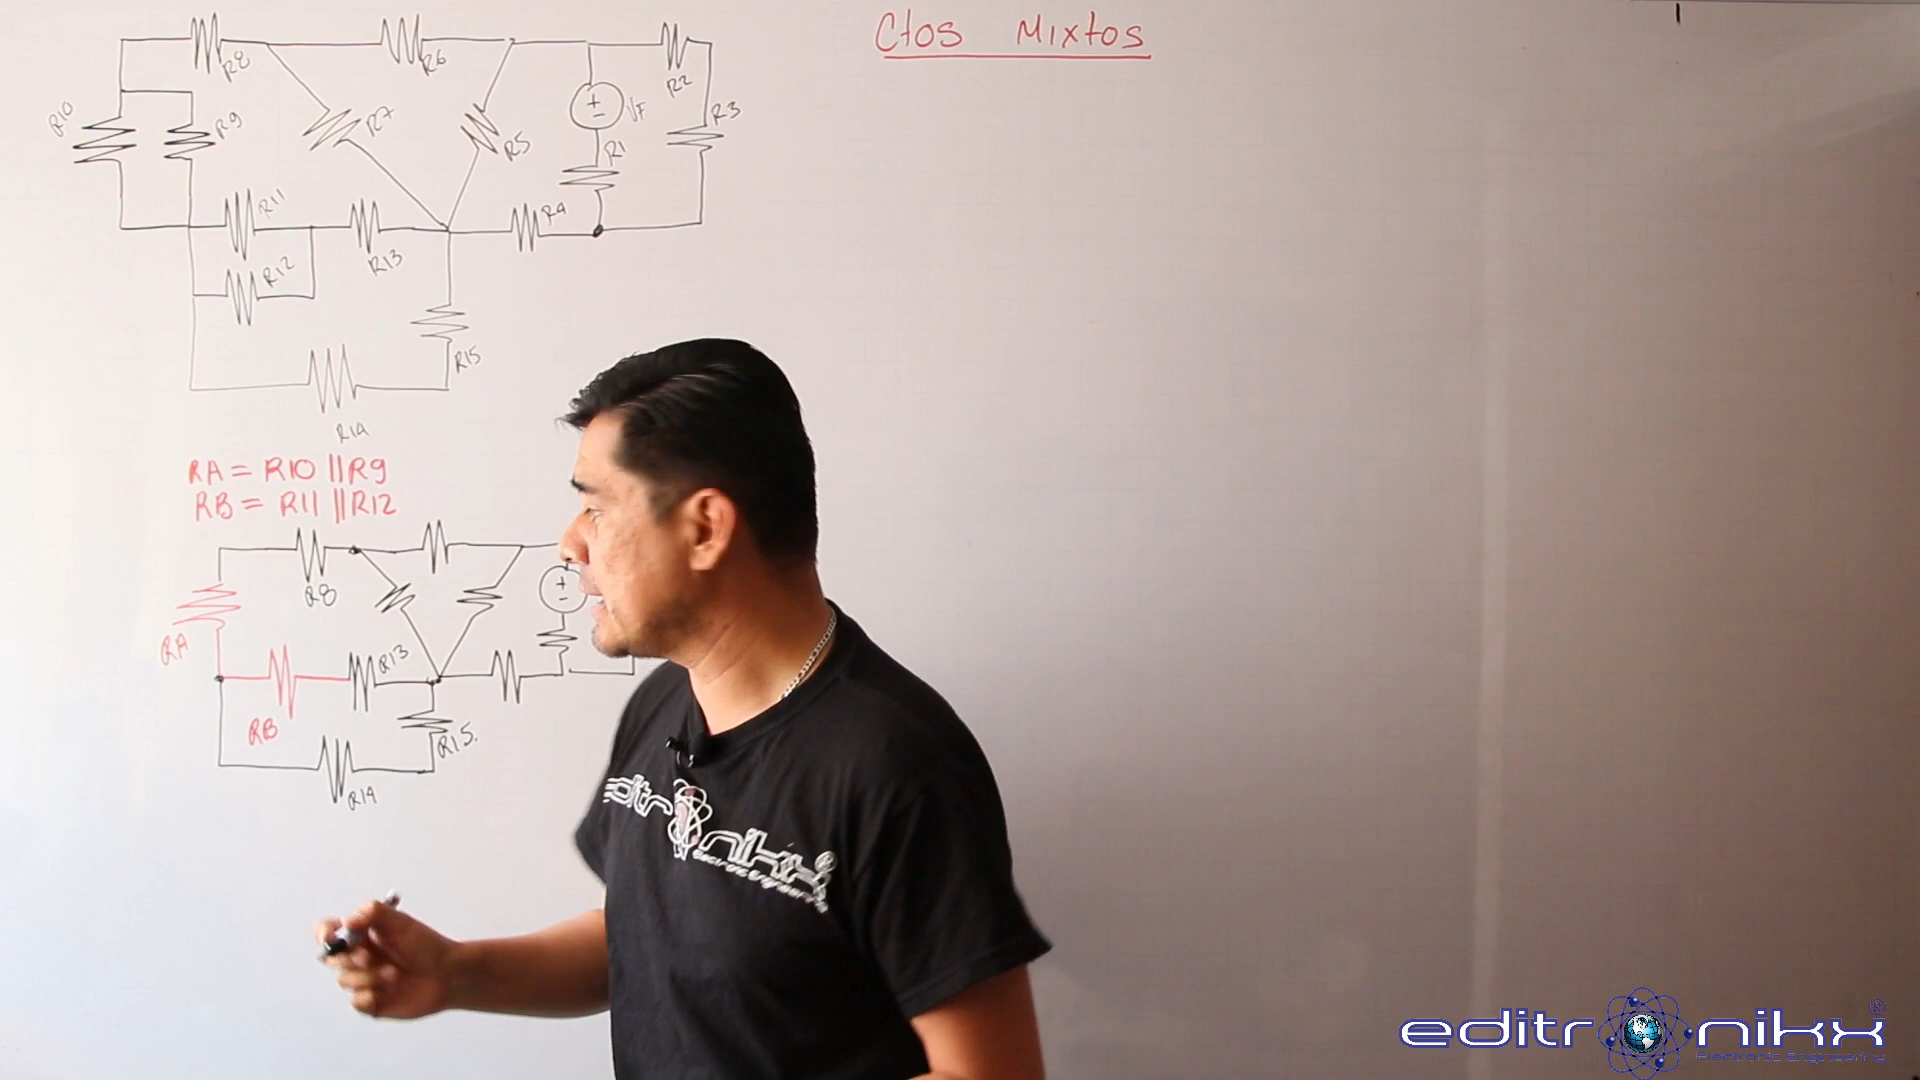 Ctos Mixtos
R8
R6
R2
R10
R9
R7
R5
VF
R1
R3
R11
R4
R12
R13
R15
R14
RA = R10 || R9
RB = R11 || R12
R8
RA
R13
RB
R15.
R14
editronikx
editronikx®
Electronic Engineering